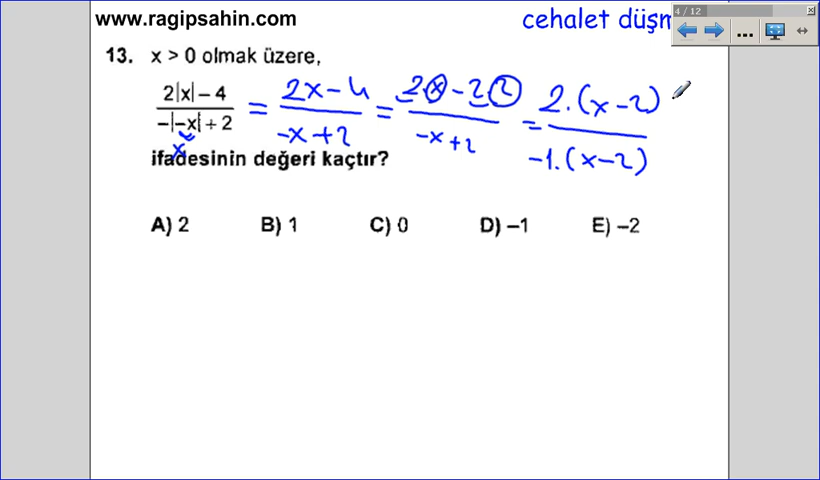 www.ragipsahin.com
cehalet düşm
4 / 12
13. x > 0 olmak üzere,
2|x| – 4 / -|-x| + 2 = 2x - 4 / -x + 2 = 2.x - 2.2 / -x + 2 = 2.(x-2) / -1.(x-2)
x
ifadesinin değeri kaçtır?
A) 2 B) 1 C) 0 D) –1 E) –2